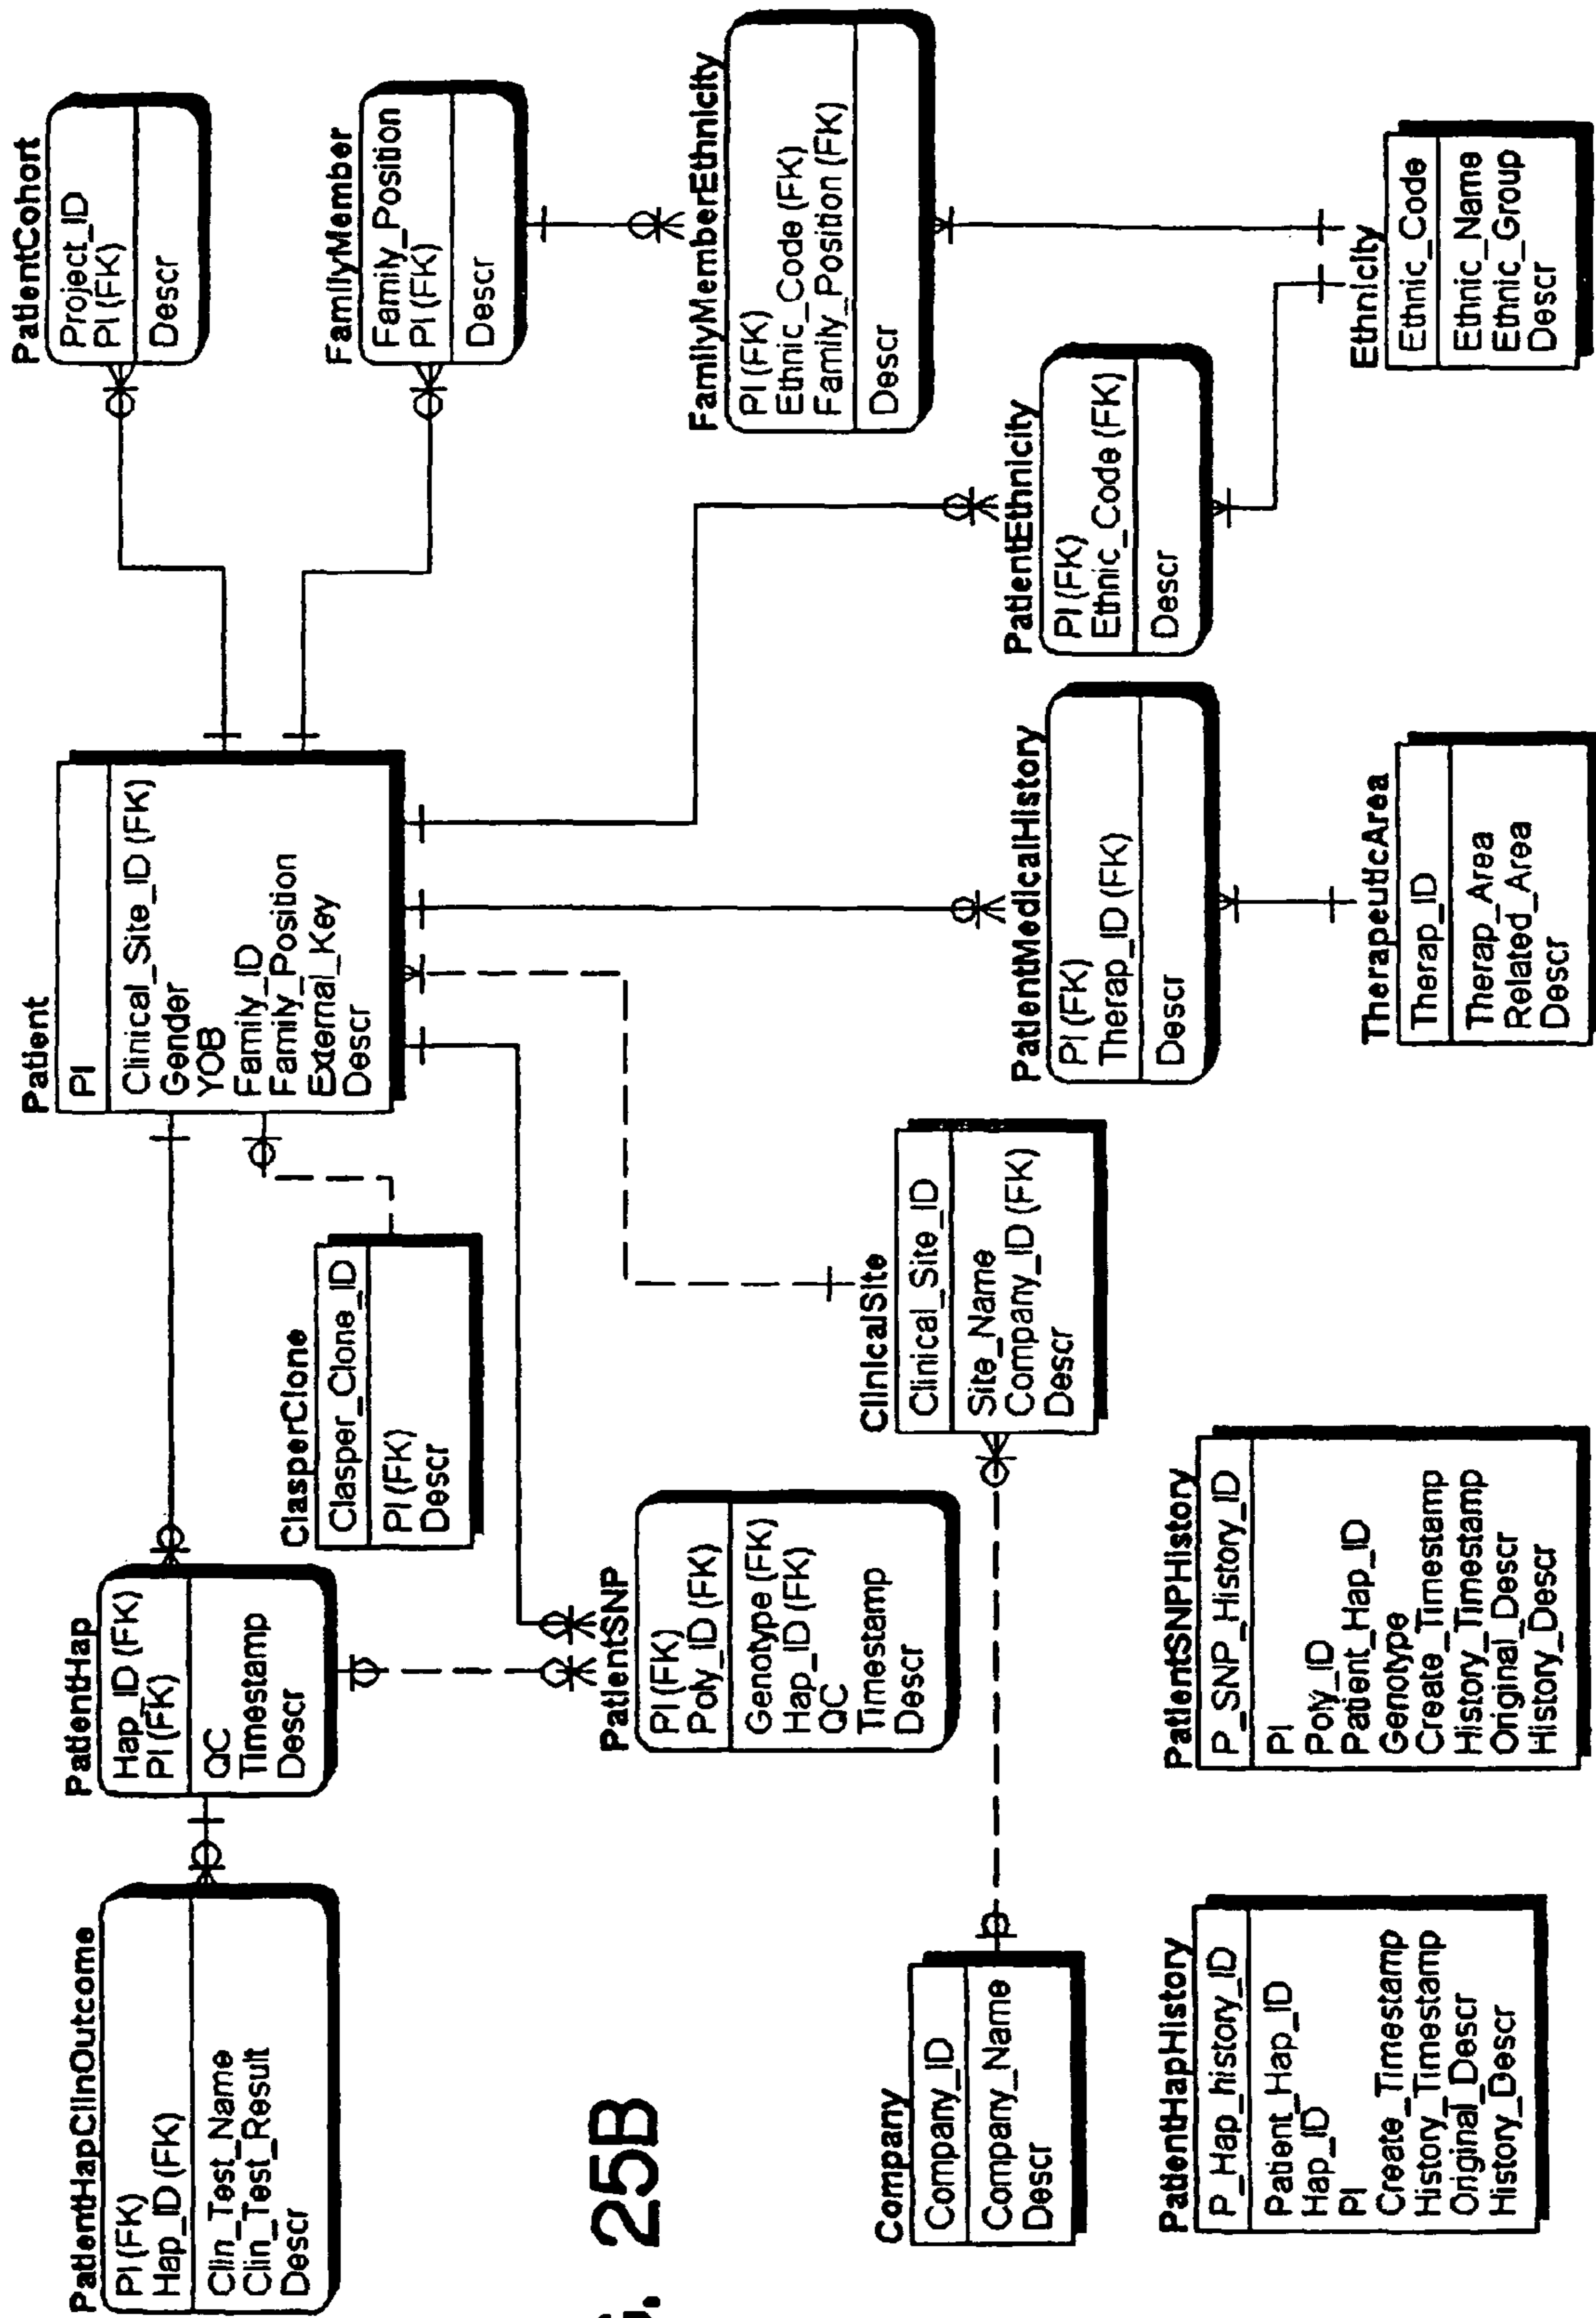 PatientHapClinOutcome
PI (FK)
Hap_ID (FK)
Clin_Test_Name
Clin_Test_Result
Descr
PatientHap
Hap_ID (FK)
PI (FK)
QC
Timestamp
Descr
Patient
PI
Clinical_Site_ID (FK)
Gender
YOB
Family_ID
Family_Position
External_Key
Descr
PatientCohort
Project_ID
PI (FK)
Descr
ClasperClone
Clasper_Clone_ID
PI (FK)
Descr
FamilyMember
Family_Position
PI (FK)
Descr
25B
PatientSNP
PI (FK)
Poly_ID (FK)
Genotype (FK)
Hap_ID (FK)
QC
Timestamp
Descr
FamilyMemberEthnicity
PI (FK)
Ethnic_Code (FK)
Family_Position (FK)
Descr
Company
Company_ID
Company_Name
Descr
ClinicalSite
Clinical_Site_ID
Site_Name
Company_ID (FK)
Descr
PatientMedicalHistory
PI (FK)
Therap_ID (FK)
Descr
PatientEthnicity
PI (FK)
Ethnic_Code (FK)
Descr
PatientHapHistory
P_Hap_history_ID
Patient_Hap_ID
Hap_ID
PI
Create_Timestamp
History_Timestamp
Original_Descr
History_Descr
PatientSNPHistory
P_SNP_History_ID
PI
Poly_ID
Patient_Hap_ID
Genotype
Create_Timestamp
History_Timestamp
Original_Descr
History_Descr
TherapeuticArea
Therap_ID
Therap_Area
Related_Area
Descr
Ethnicity
Ethnic_Code
Ethnic_Name
Ethnic_Group
Descr